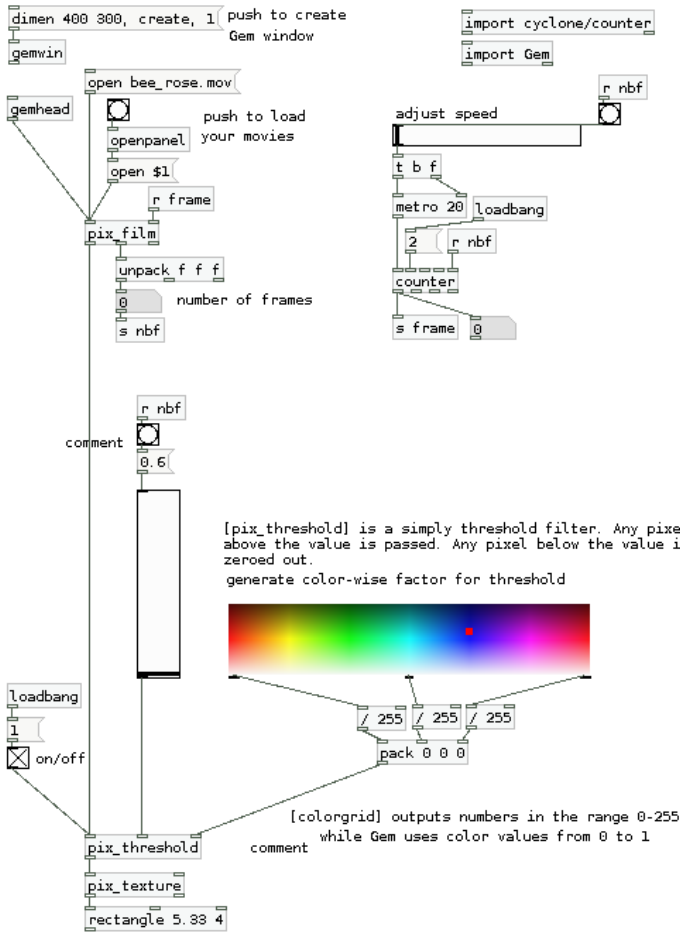 dimen 400 300, create, 1
push to create
Gem window
gemwin
import cyclone/counter
import Gem
open bee_rose.mov
gemhead
push to load
your movies
openpanel
open $1
r frame
pix_film
unpack f f f
0
number of frames
s nbf
r nbf
adjust speed
t b f
metro 20
loadbang
2
r nbf
counter
s frame
0
r nbf
comment
0.6
[pix_threshold] is a simply threshold filter. Any pixe
above the value is passed. Any pixel below the value i
zeroed out.
generate color-wise factor for threshold
loadbang
1
on/off
/ 255
/ 255
/ 255
pack 0 0 0
[colorgrid] outputs numbers in the range 0-255
while Gem uses color values from 0 to 1
comment
pix_threshold
pix_texture
rectangle 5.33 4